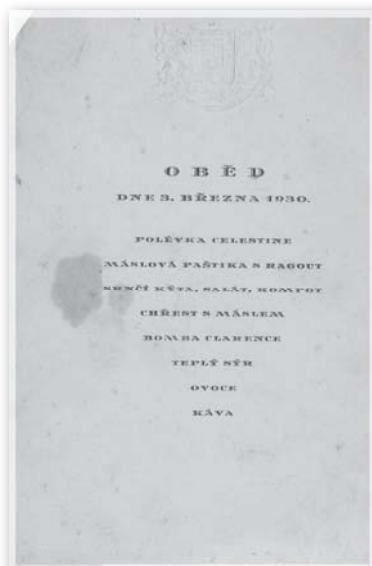 OBĚD
DNE 3. BŘEZNA 1930.
POLÉVKA CELESTINE
MÁSLOVÁ PAŠTIKA S RAGOUT
SRNČÍ KÝTA, SALÁT, KOMPOT
CHŘEST S MÁSLEM
BOMBA CLARENCE
TEPLÝ SÝR
OVOCE
KÁVA